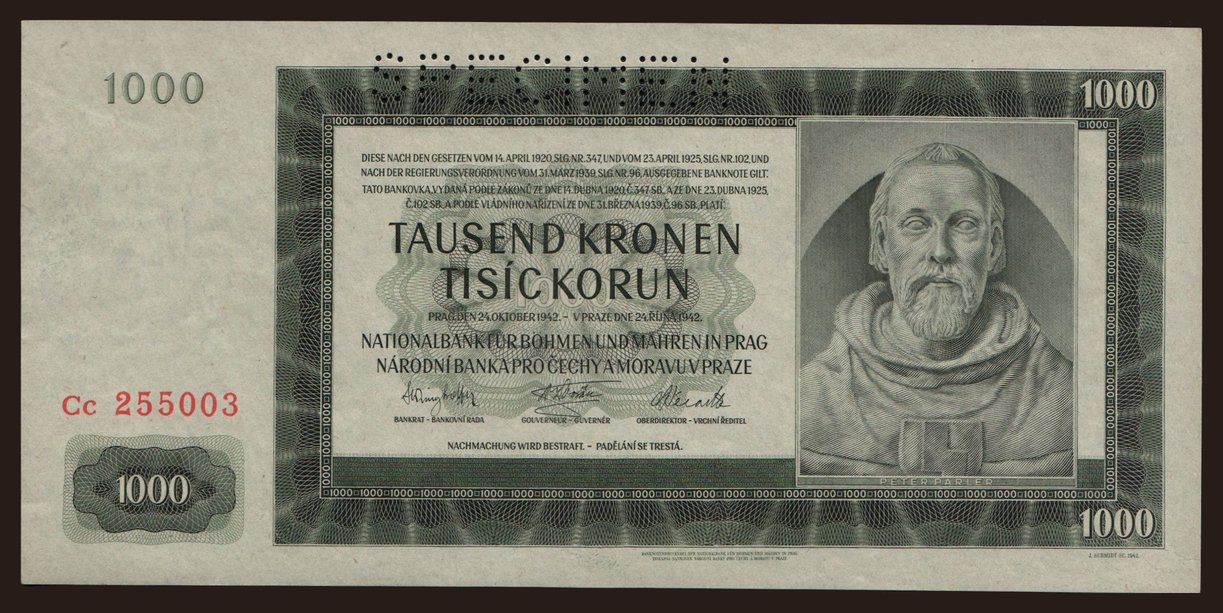 SPECIMEN
1000
1000
DIESE NACH DEN GESETZEN VOM 14. APRIL 1920, SLG. NR. 347, UND VOM 23. APRIL 1925, SLG. NR. 102, UND
NACH DER REGIERUNGSVERORDNUNG VOM 31. MÄRZ 1939, SLG. NR. 96, AUSGEGEBENE BANKNOTE GILT.
TATO BANKOVKA, VYDANÁ PODLE ZÁKONŮ ZE DNE 14. DUBNA 1920, Č. 347 SB., A ZE DNE 23. DUBNA 1925,
Č. 102 SB., A PODLE VLÁDNÍHO NAŘÍZENÍ ZE DNE 31. BŘEZNA 1939, Č. 96 SB., PLATÍ:
TAUSEND KRONEN
TISÍC KORUN
PRAG, DEN 24. OKTOBER 1942. – V PRAZE DNE 24. ŘÍJNA 1942.
NATIONALBANK FÜR BÖHMEN UND MÄHREN IN PRAG
NÁRODNÍ BANKA PRO ČECHY A MORAVU V PRAZE
Cc 255003
BANKRAT – BANKOVNÍ RADA
GOUVERNEUR – GUVERNÉR
OBERDIREKTOR – VRCHNÍ ŘEDITEL
NACHMACHUNG WIRD BESTRAFT. – PADĚLÁNÍ SE TRESTÁ.
PETER PARLER
1000
1000
J. SCHMIDT SC. 1942.